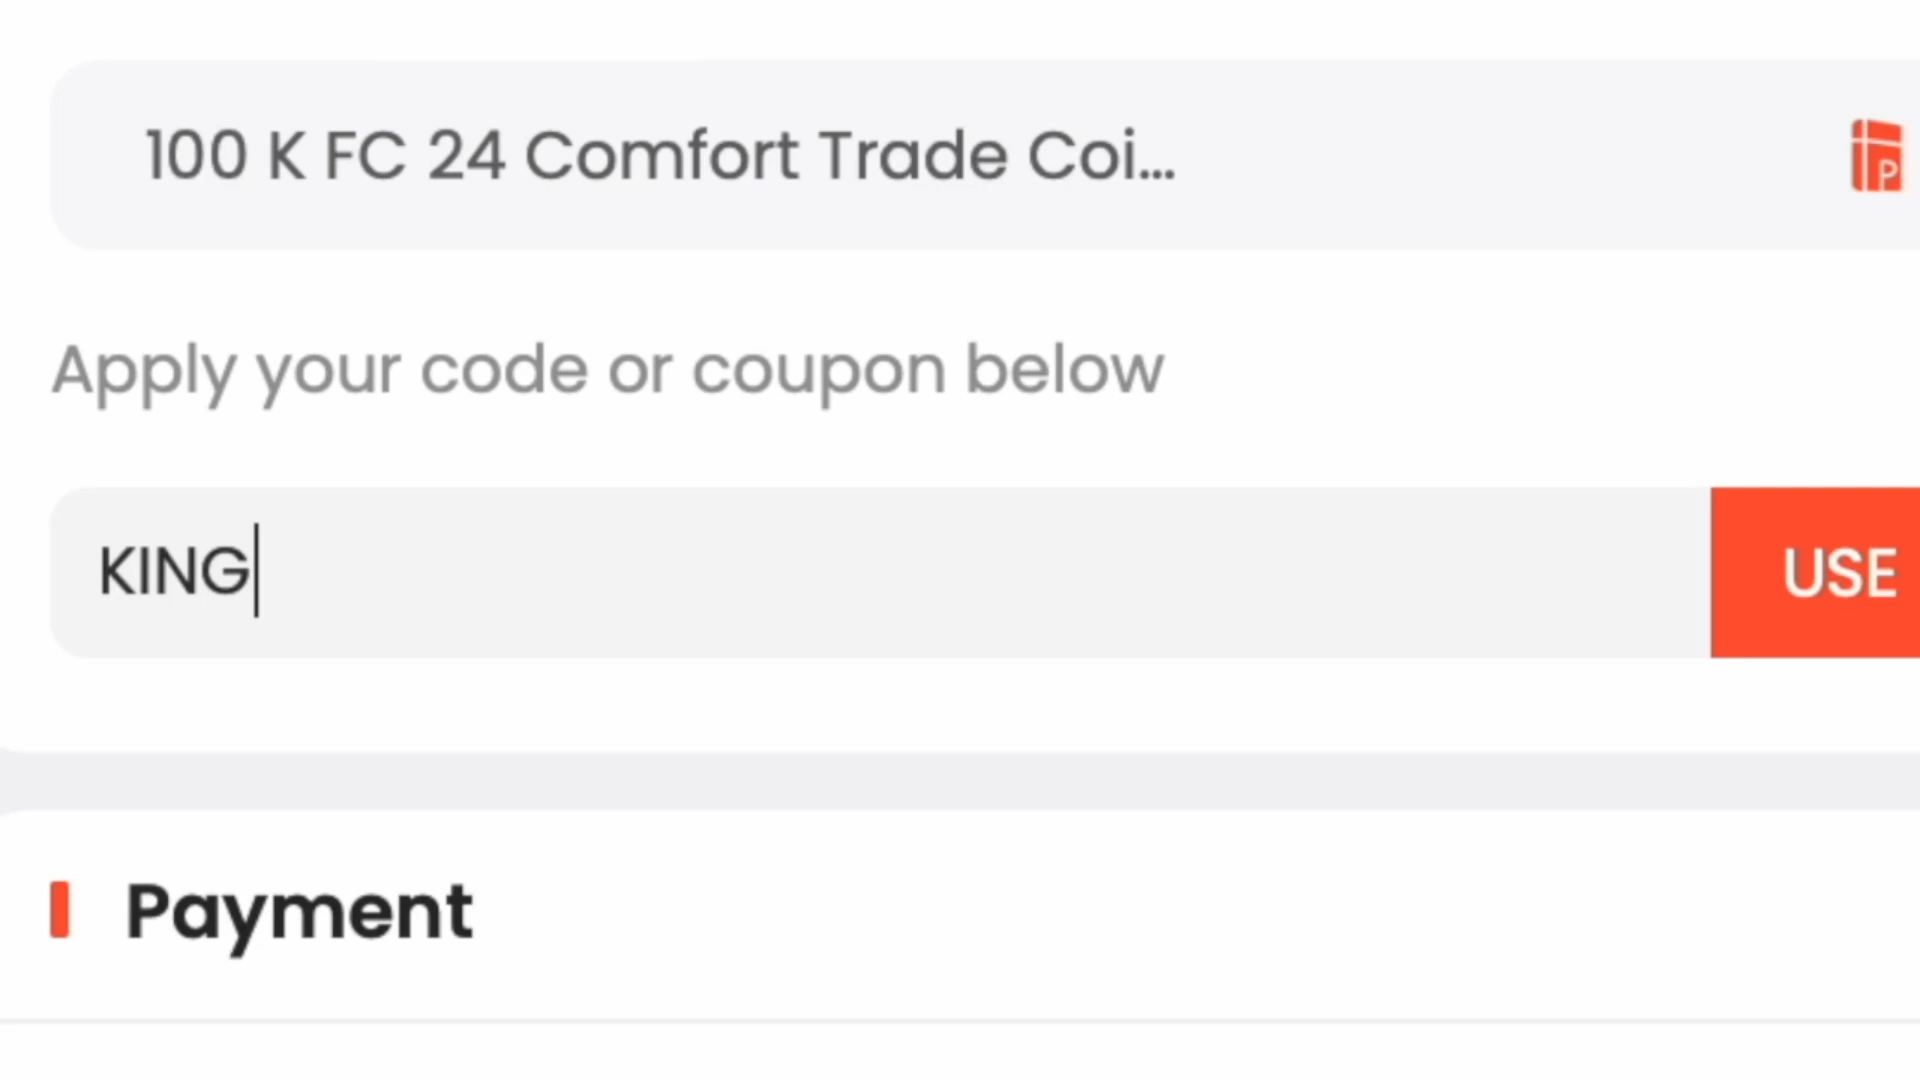 100 K FC 24 Comfort Trade Coi...
P
Apply your code or coupon below
KING
USE
Payment